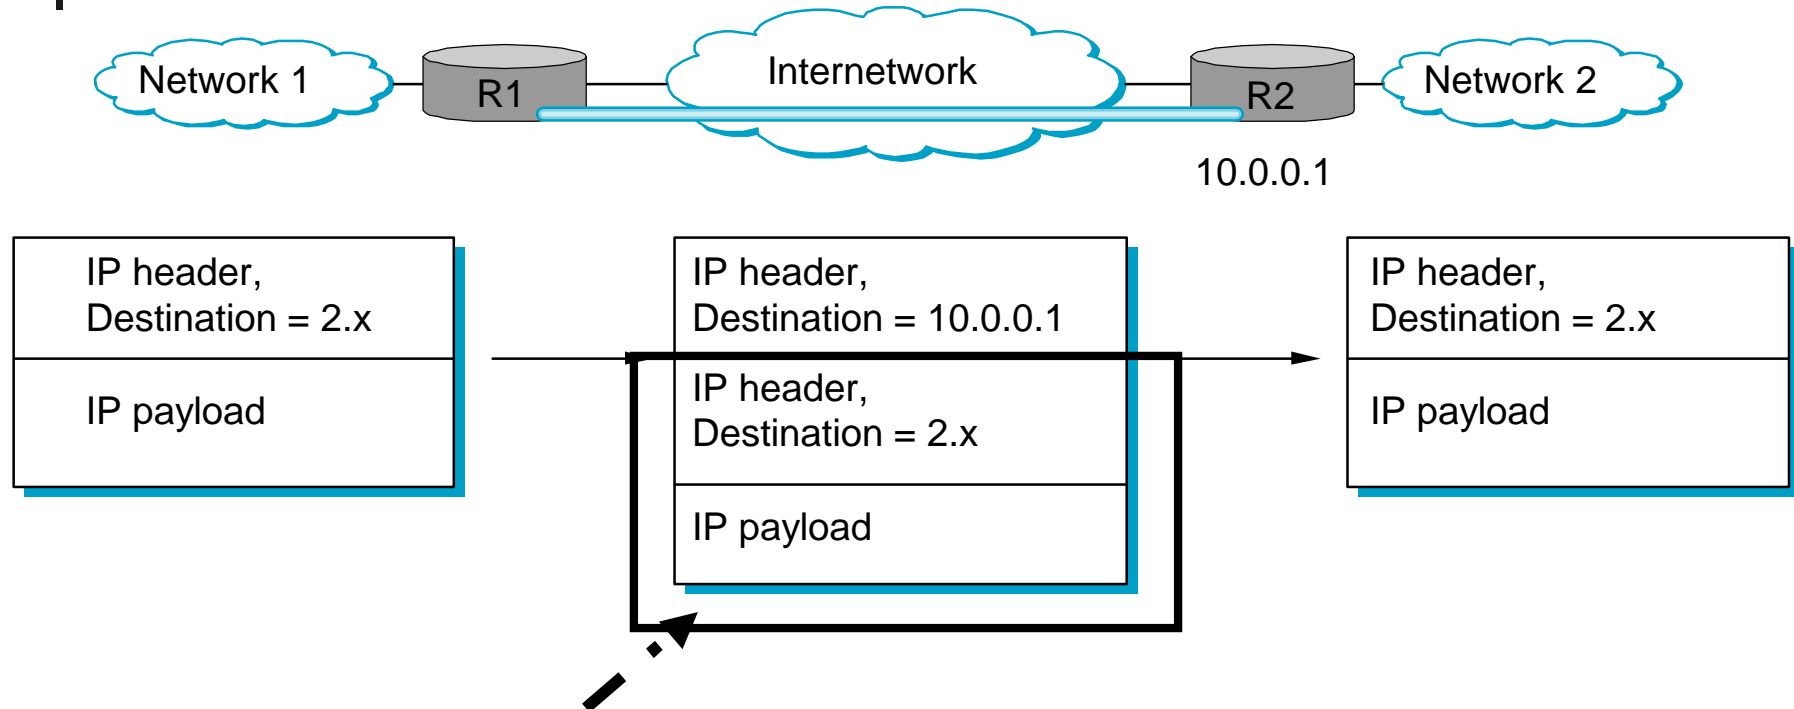 Network 1
R1
Internetwork
R2
Network 2
10.0.0.1
IP header,
Destination = 2.x
IP payload
IP header,
Destination = 10.0.0.1
IP header,
Destination = 2.x
IP payload
IP header,
Destination = 2.x
IP payload